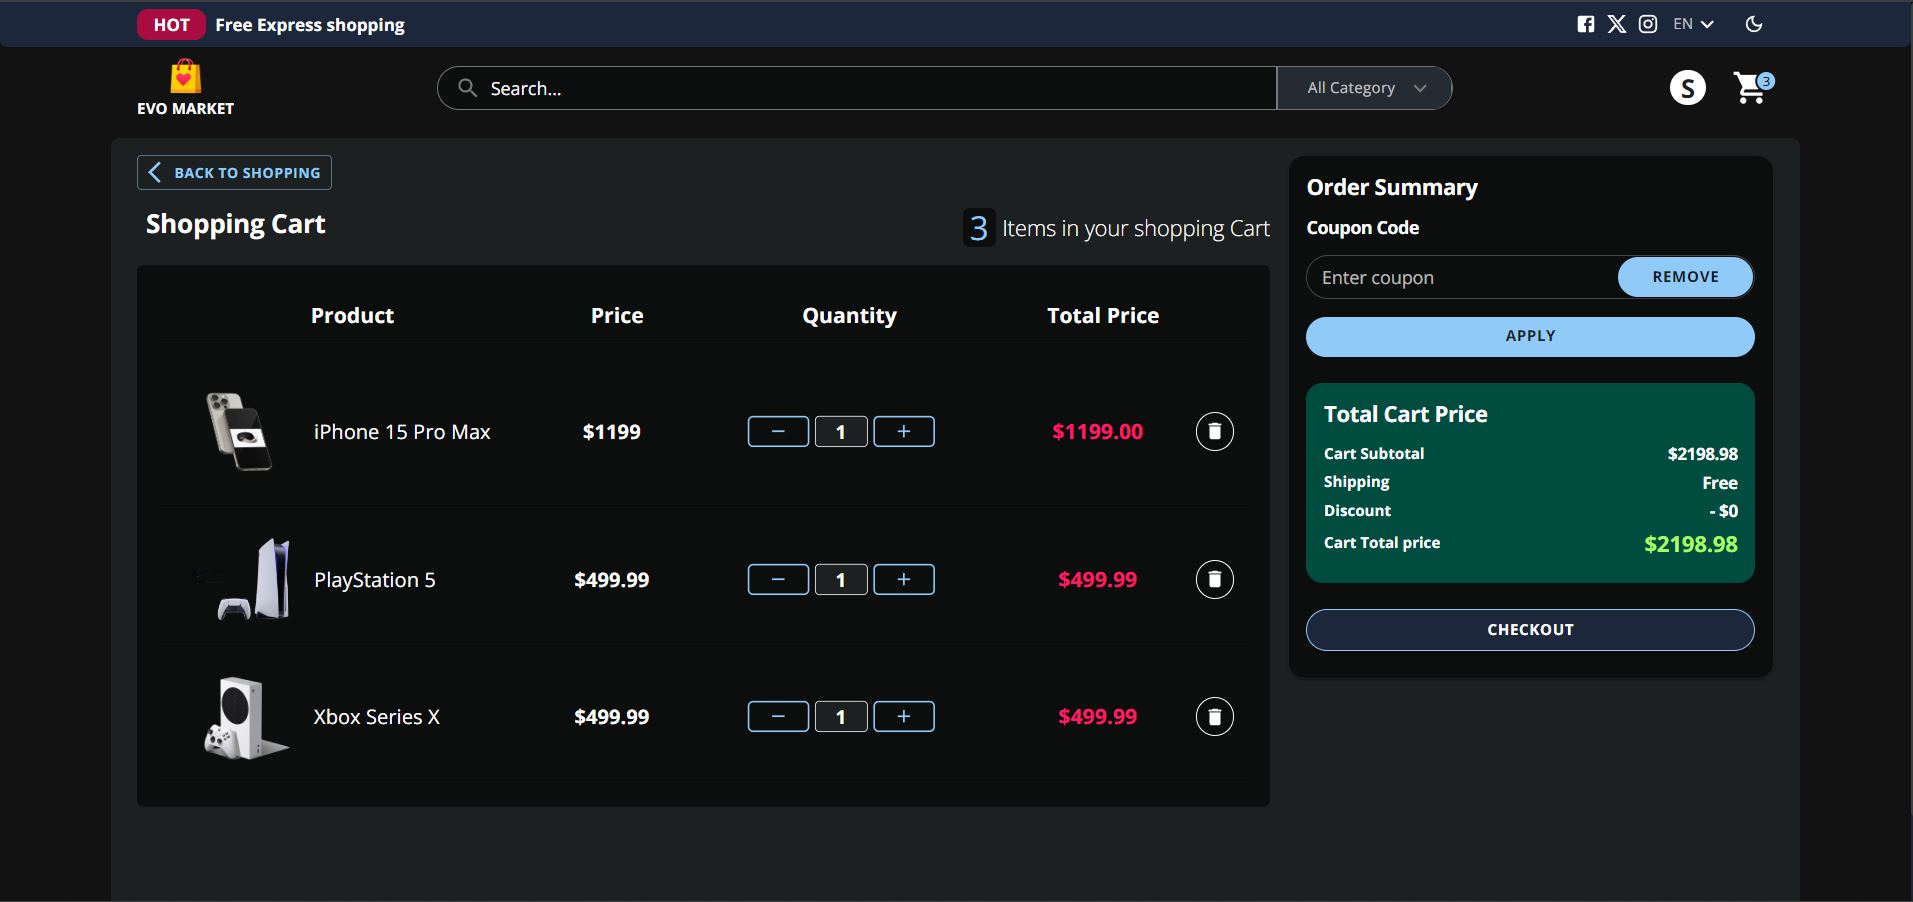 HOT Free Express shopping EN
EVO MARKET
Search... All Category S 3
BACK TO SHOPPING
Shopping Cart 3 Items in your shopping Cart
Product Price Quantity Total Price
iPhone 15 Pro Max $1199 − 1 + $1199.00
PlayStation 5 $499.99 − 1 + $499.99
Xbox Series X $499.99 − 1 + $499.99
Order Summary
Coupon Code
Enter coupon REMOVE
APPLY
Total Cart Price
Cart Subtotal $2198.98
Shipping Free
Discount - $0
Cart Total price $2198.98
CHECKOUT